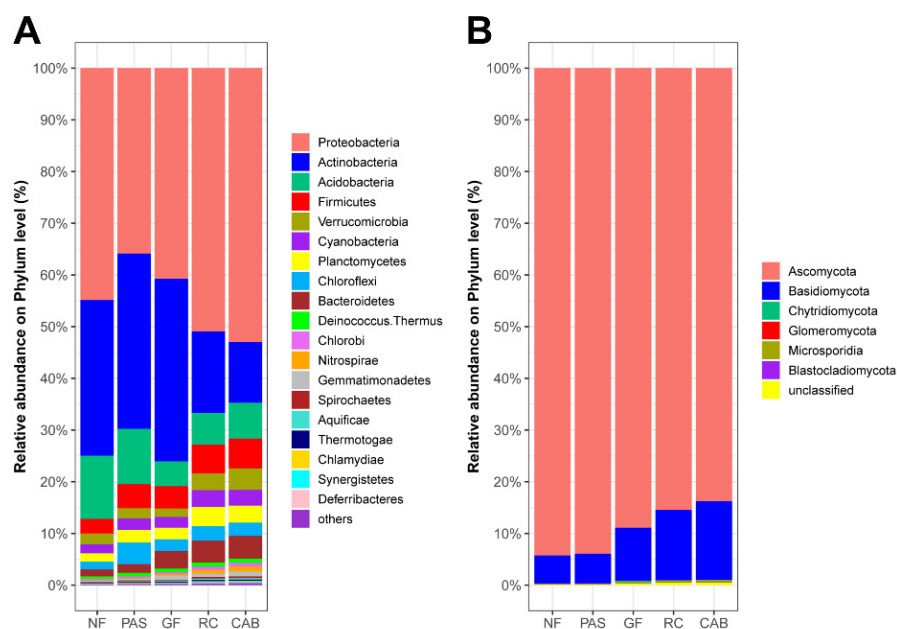 A
Relative abundance on Phylum level (%)
100%
90%
80%
70%
60%
50%
40%
30%
20%
10%
0%
NF PAS GF RC CAB
Proteobacteria
Actinobacteria
Acidobacteria
Firmicutes
Verrucomicrobia
Cyanobacteria
Planctomycetes
Chloroflexi
Bacteroidetes
Deinococcus.Thermus
Chlorobi
Nitrospirae
Gemmatimonadetes
Spirochaetes
Aquificae
Thermotogae
Chlamydiae
Synergistetes
Deferribacteres
others
B
Relative abundance on Phylum level (%)
100%
90%
80%
70%
60%
50%
40%
30%
20%
10%
0%
NF PAS GF RC CAB
Ascomycota
Basidiomycota
Chytridiomycota
Glomeromycota
Microsporidia
Blastocladiomycota
unclassified